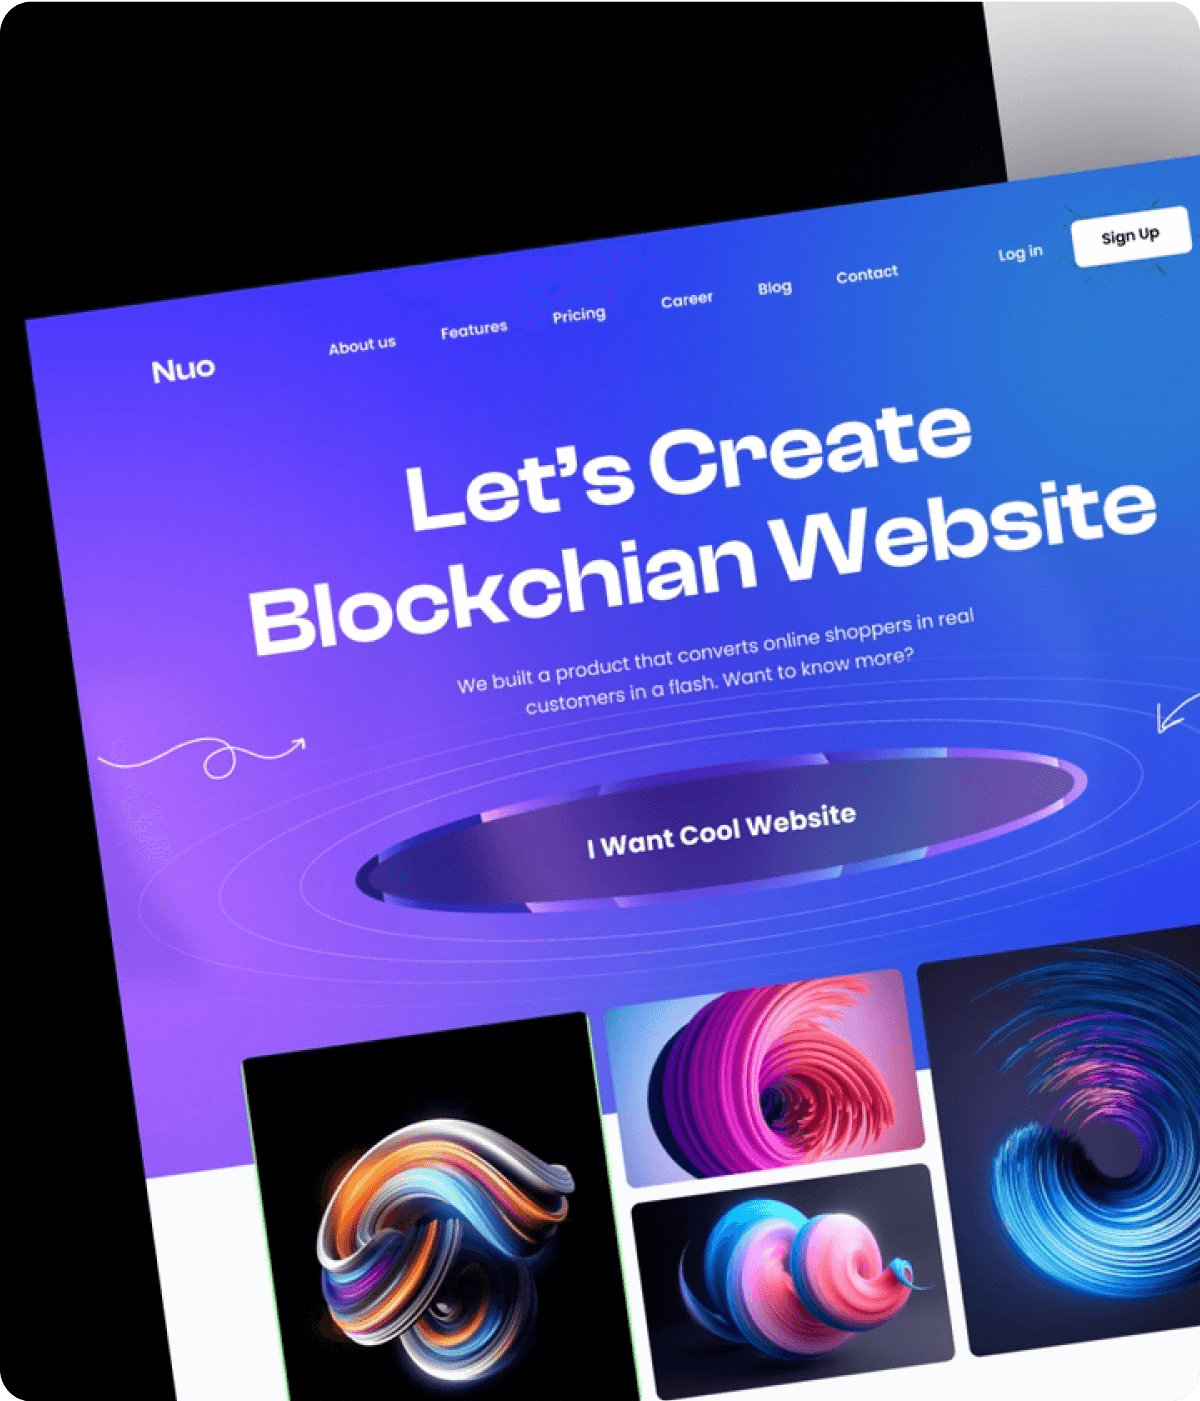 Nuo
About us
Features
Pricing
Career
Blog
Contact
Log in
Sign Up
Let's Create
Blockchian Website
We built a product that converts online shoppers in real
customers in a flash. Want to know more?
I Want Cool Website